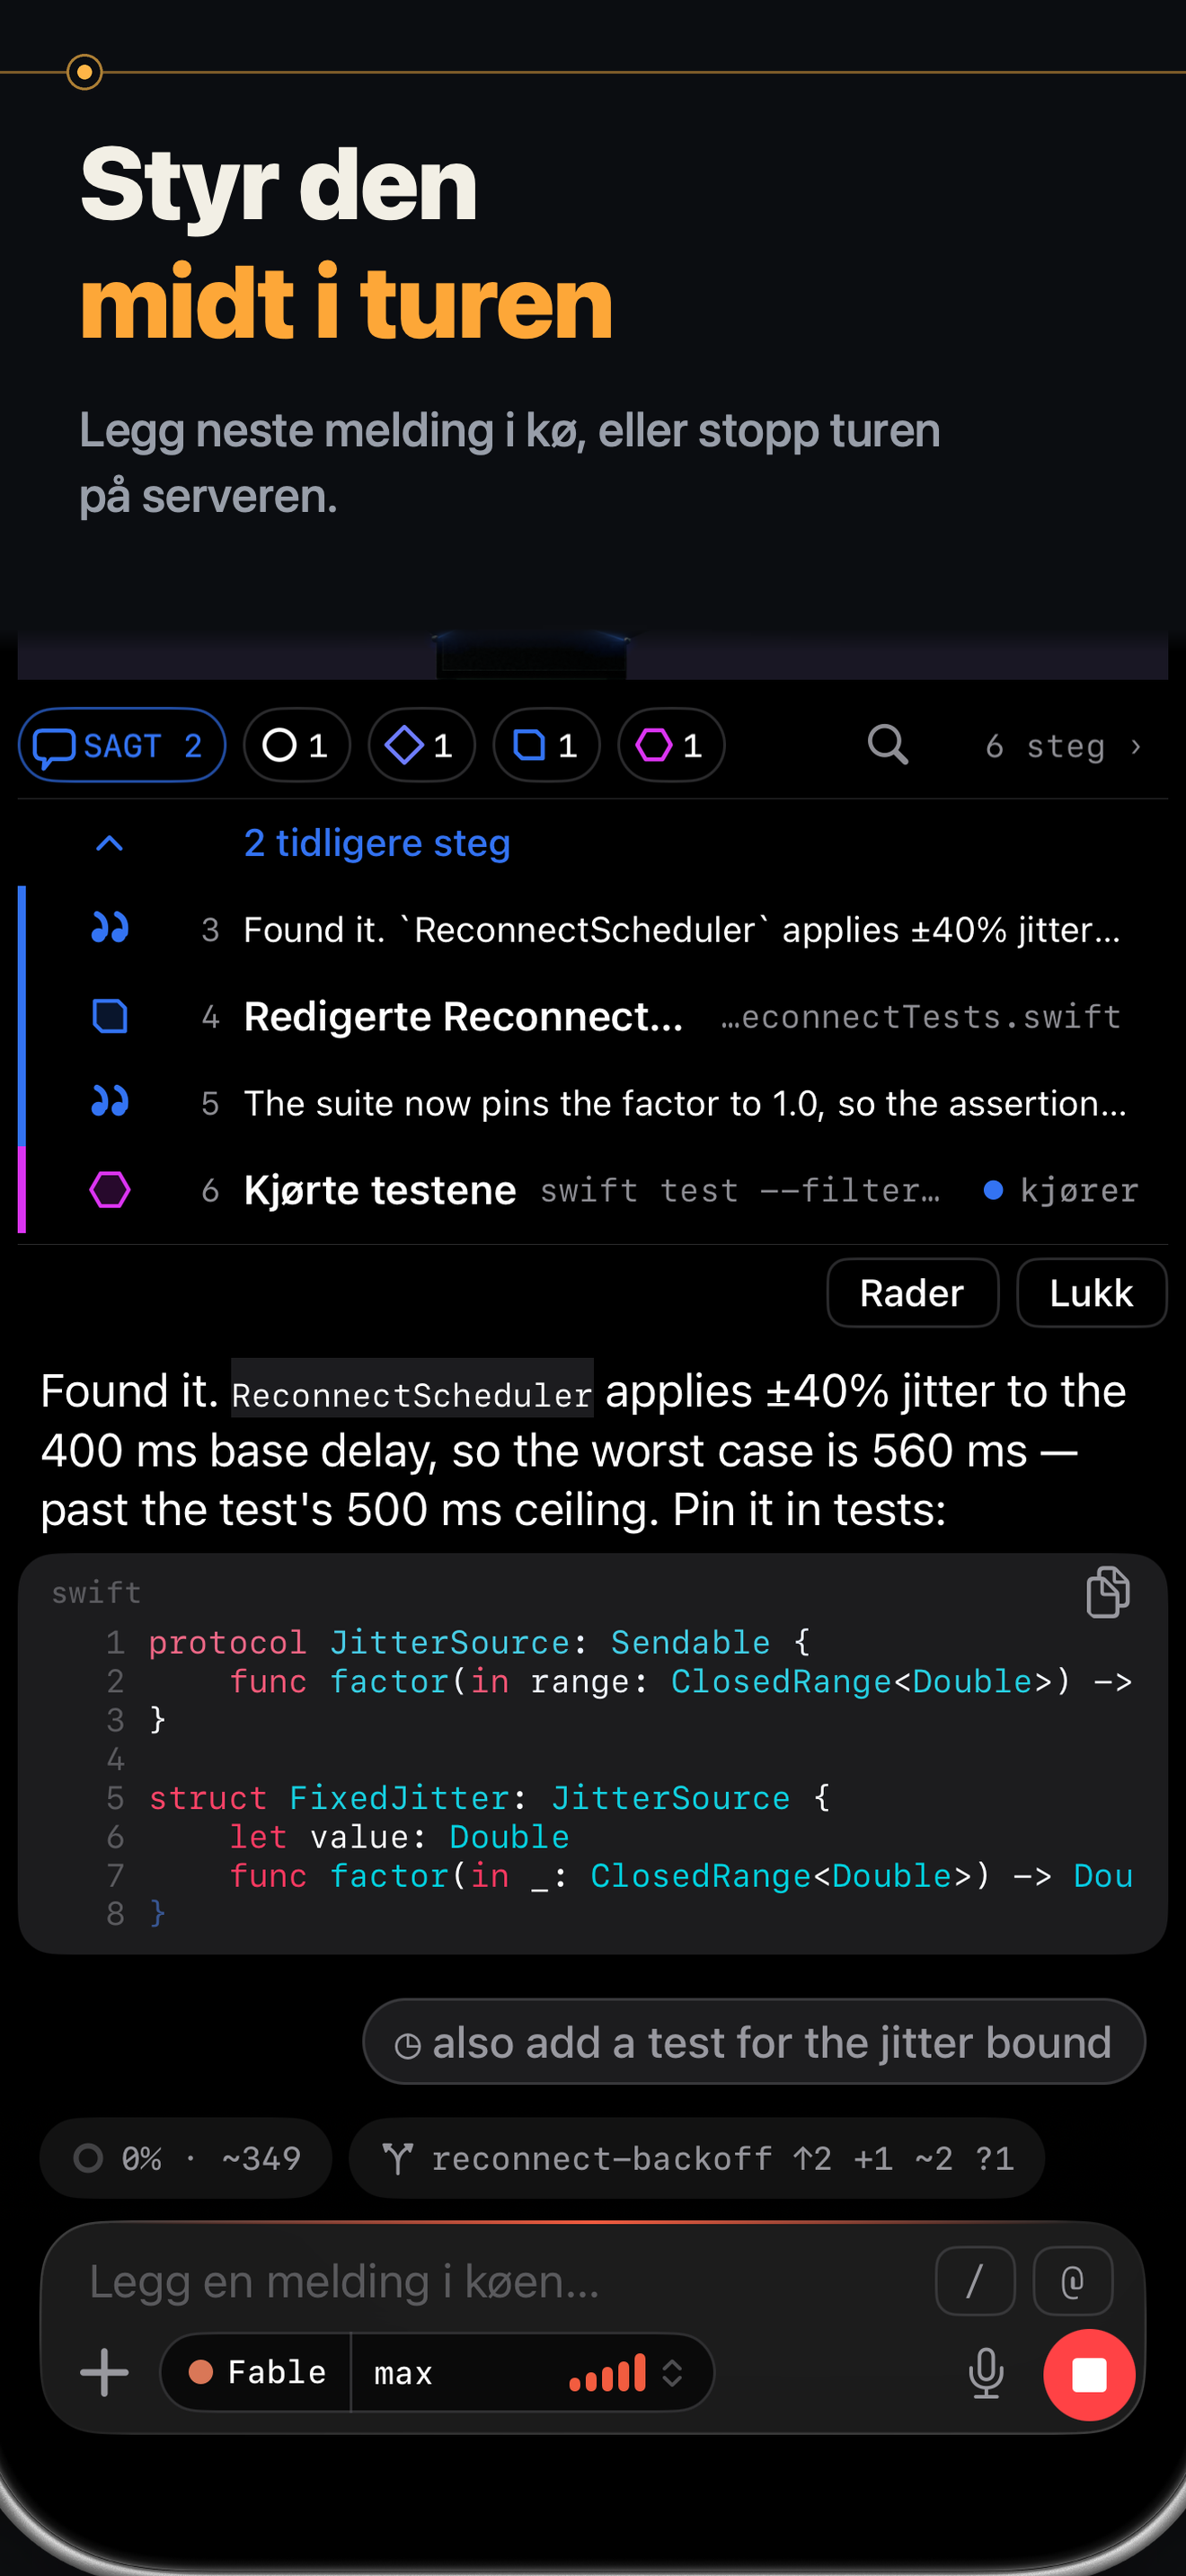 Styr den
midt i turen
Legg neste melding i kø, eller stopp turen
på serveren.
SAGT 2
1
1
1
1
6 steg ›
2 tidligere steg
3 Found it. `ReconnectScheduler` applies ±40% jitter…
4 Redigerte Reconnect… …econnectTests.swift
5 The suite now pins the factor to 1.0, so the assertion…
6 Kjørte testene swift test --filter… kjører
Rader
Lukk
Found it. ReconnectScheduler applies ±40% jitter to the
400 ms base delay, so the worst case is 560 ms —
past the test's 500 ms ceiling. Pin it in tests:
swift
1 protocol JitterSource: Sendable {
2     func factor(in range: ClosedRange<Double>) ->
3 }
4
5 struct FixedJitter: JitterSource {
6     let value: Double
7     func factor(in _: ClosedRange<Double>) -> Dou
8 }
also add a test for the jitter bound
0% · ~349
reconnect-backoff ↑2 +1 ~2 ?1
Legg en melding i køen…
/ @
Fable max